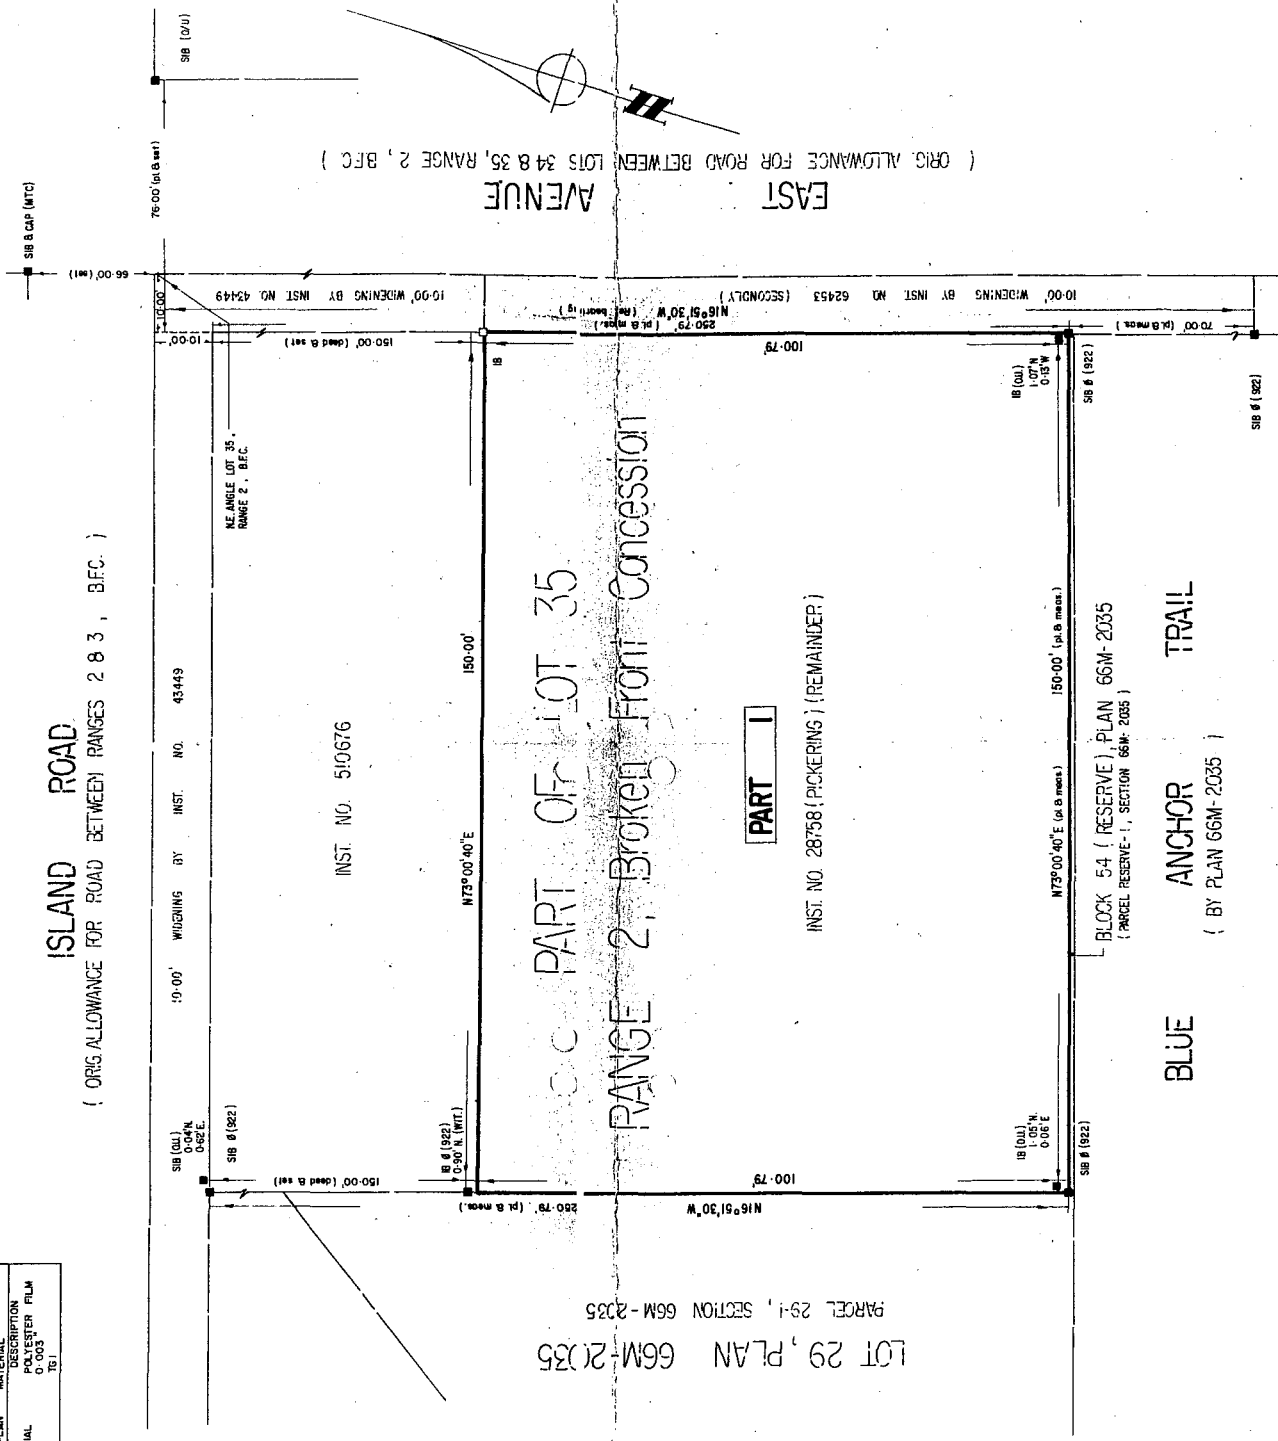 ISLAND ROAD
( ORIG. ALLOWANCE FOR ROAD BETWEEN RANGES 2 & 3, B.F.C. )
10·00' WIDENING BY INST. NO. 43449
INST. NO. 510676
SIB (O.U.)
0·04'N.
0·62'E.
SIB Ø (922)
N.E. ANGLE LOT 35,
RANGE 2, B.F.C.
SIB & CAP (MTC)
66·00' (set)
76·00' (pl. & set)
SIB (O/U)
10·00'
10·00'
EAST AVENUE
( ORIG. ALLOWANCE FOR ROAD BETWEEN LOTS 34 & 35, RANGE 2, B.F.C. )
10·00' WIDENING BY INST. NO. 43449
10·00' WIDENING BY INST. NO. 62453 (SECONDLY)
N16°51'30"W (Ref. bearing)
250·79' (pl. & meas.)
150·00' (deed & set)
100·79'
70·00' (pl. & meas.)
IB
N73°00'40"E 150·00'
PART OF LOT 35
RANGE 2, Broken Front Concession
PART 1
INST. NO. 28758 (PICKERING) (REMAINDER)
IB Ø (922)
0·90' N. (WIT.)
IB (O.U.)
1·07'N
0·13'W
SIB Ø (922)
SIB Ø (922)
IB (O.U.)
1·05'N.
0·06'E
SIB Ø (922)
N73°00'40"E (pl. & meas.) 150·00' (pl. & meas.)
BLOCK 54 (RESERVE), PLAN 66M-2035
(PARCEL RESERVE-1, SECTION 66M-2035)
BLUE ANCHOR TRAIL
( BY PLAN 66M-2035 )
150·00' (deed & set)
100·79'
250·79' (pl. & meas.)
N16°51'30"W
PARCEL 29-1, SECTION 66M-2035
LOT 29, PLAN 66M-2035
MATERIAL
DESCRIPTION
POLYESTER FILM
0·003"
TG 1